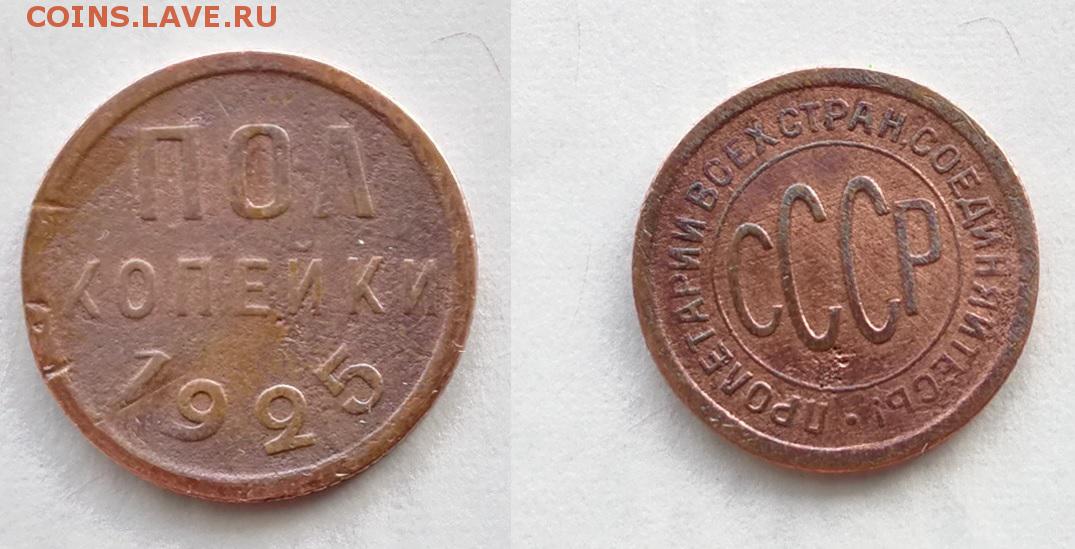 COINS.LAVE.RU
ПОЛ
КОПЕЙКИ
1925
ПРОЛЕТАРИИ ВСЕХ СТРАН, СОЕДИНЯЙТЕСЬ!
СССР